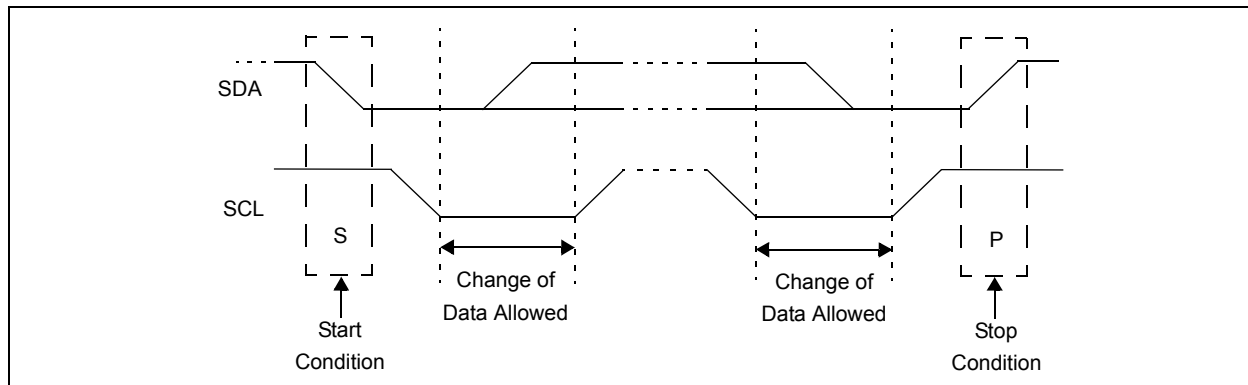 SDA
SCL
S
P
Change of
Data Allowed
Change of
Data Allowed
Start
Condition
Stop
Condition